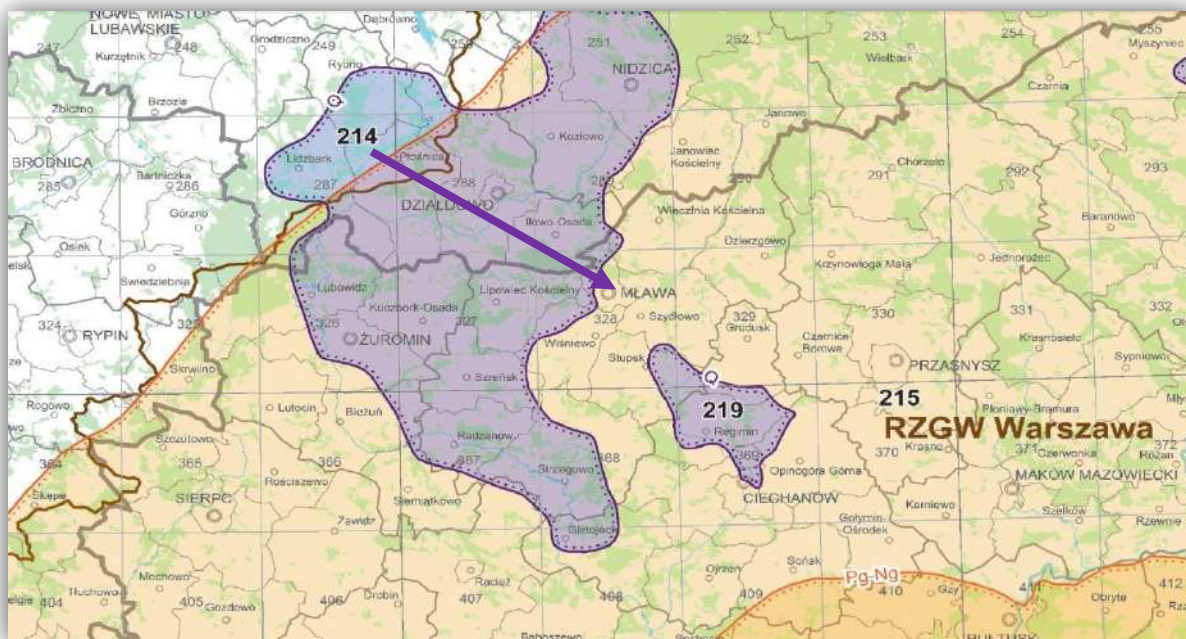 NOWE MIASTO
LUBAWSKIE
Dąbrówno
247
248
249
Grodziczno
Kurzętnik
Rybno
251
252
253
254
255
NIDZICA
Wielbark
Myszyniec
Czarnia
Zbiczno
Brzozie
Q
214
Kozłowo
Janowo
Janowiec
Kościelny
Chorzele
BRODNICA
285
Bartniczka
286
Lidzbark
287
Płośnica
288
291
292
293
Górzno
DZIAŁDOWO
Iłowo-Osada
Wieczfnia Kościelna
Baranowo
Osiek
Dzierzgowo
Świedziebnia
Krzynowłoga Mała
Jednorożec
Lubowidz
Lipowiec Kościelny
MŁAWA
Kuczbork-Osada
324
RYPIN
326
327
328
Szydłowo
329
Grudusk
330
331
332
ŻUROMIN
Wiśniewo
Czernice
Borowe
Krasnosielc
Skrwilno
Stupsk
PRZASNYSZ
Sypniewo
Szreńsk
Q
Rogowo
Lutocin
Bieżuń
219
215
Płoniawy-Bramura
Regimin
RZGW Warszawa
Szczutowo
Radzanów
364
365
366
367
368
369
370
Krasne
371
Czerwonka
372
Różan
Skępe
Rościszewo
Strzegowo
Opinogóra Górna
MAKÓW MAZOWIECKI
SIERPC
Siemiątkowo
CIECHANÓW
Karniewo
Szelków
Zawidz
Glinojeck
Gołymin
Ośrodek
Rzewnie
Ojrzeń
Sońsk
Mochowo
Raciąż
Pg-Ng
404
Tłuchowo
405
Gozdowo
406
Drobin
408
409
410
Gzy
411
Obryte
412
Baboszewo
PUŁTUSK